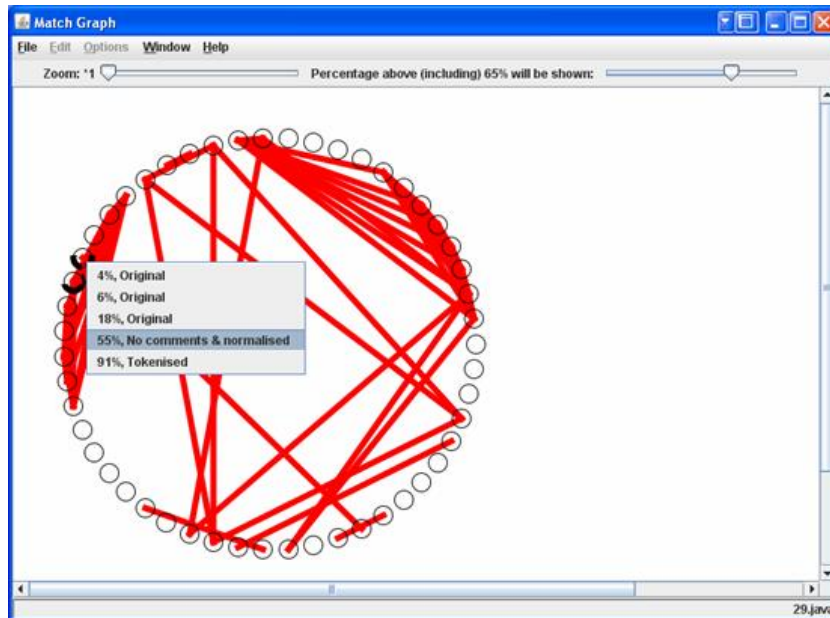 Match Graph
File Edit Options Window Help
Zoom: *1 Percentage above (including) 65% will be shown:
4%, Original
6%, Original
18%, Original
55%, No comments & normalised
91%, Tokenised
29.java